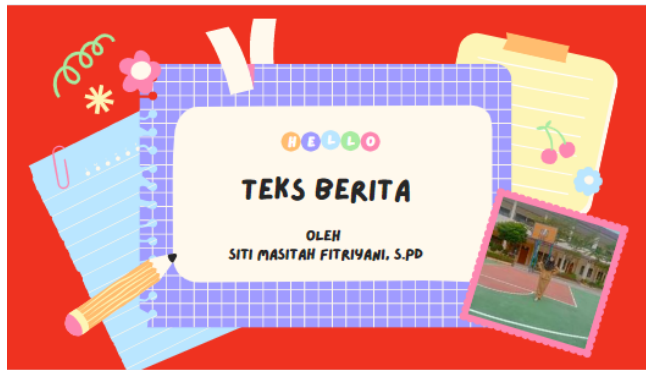 HELLO
TEKS BERITA
OLEH
SITI MASITAH FITRIYANI, S.PD